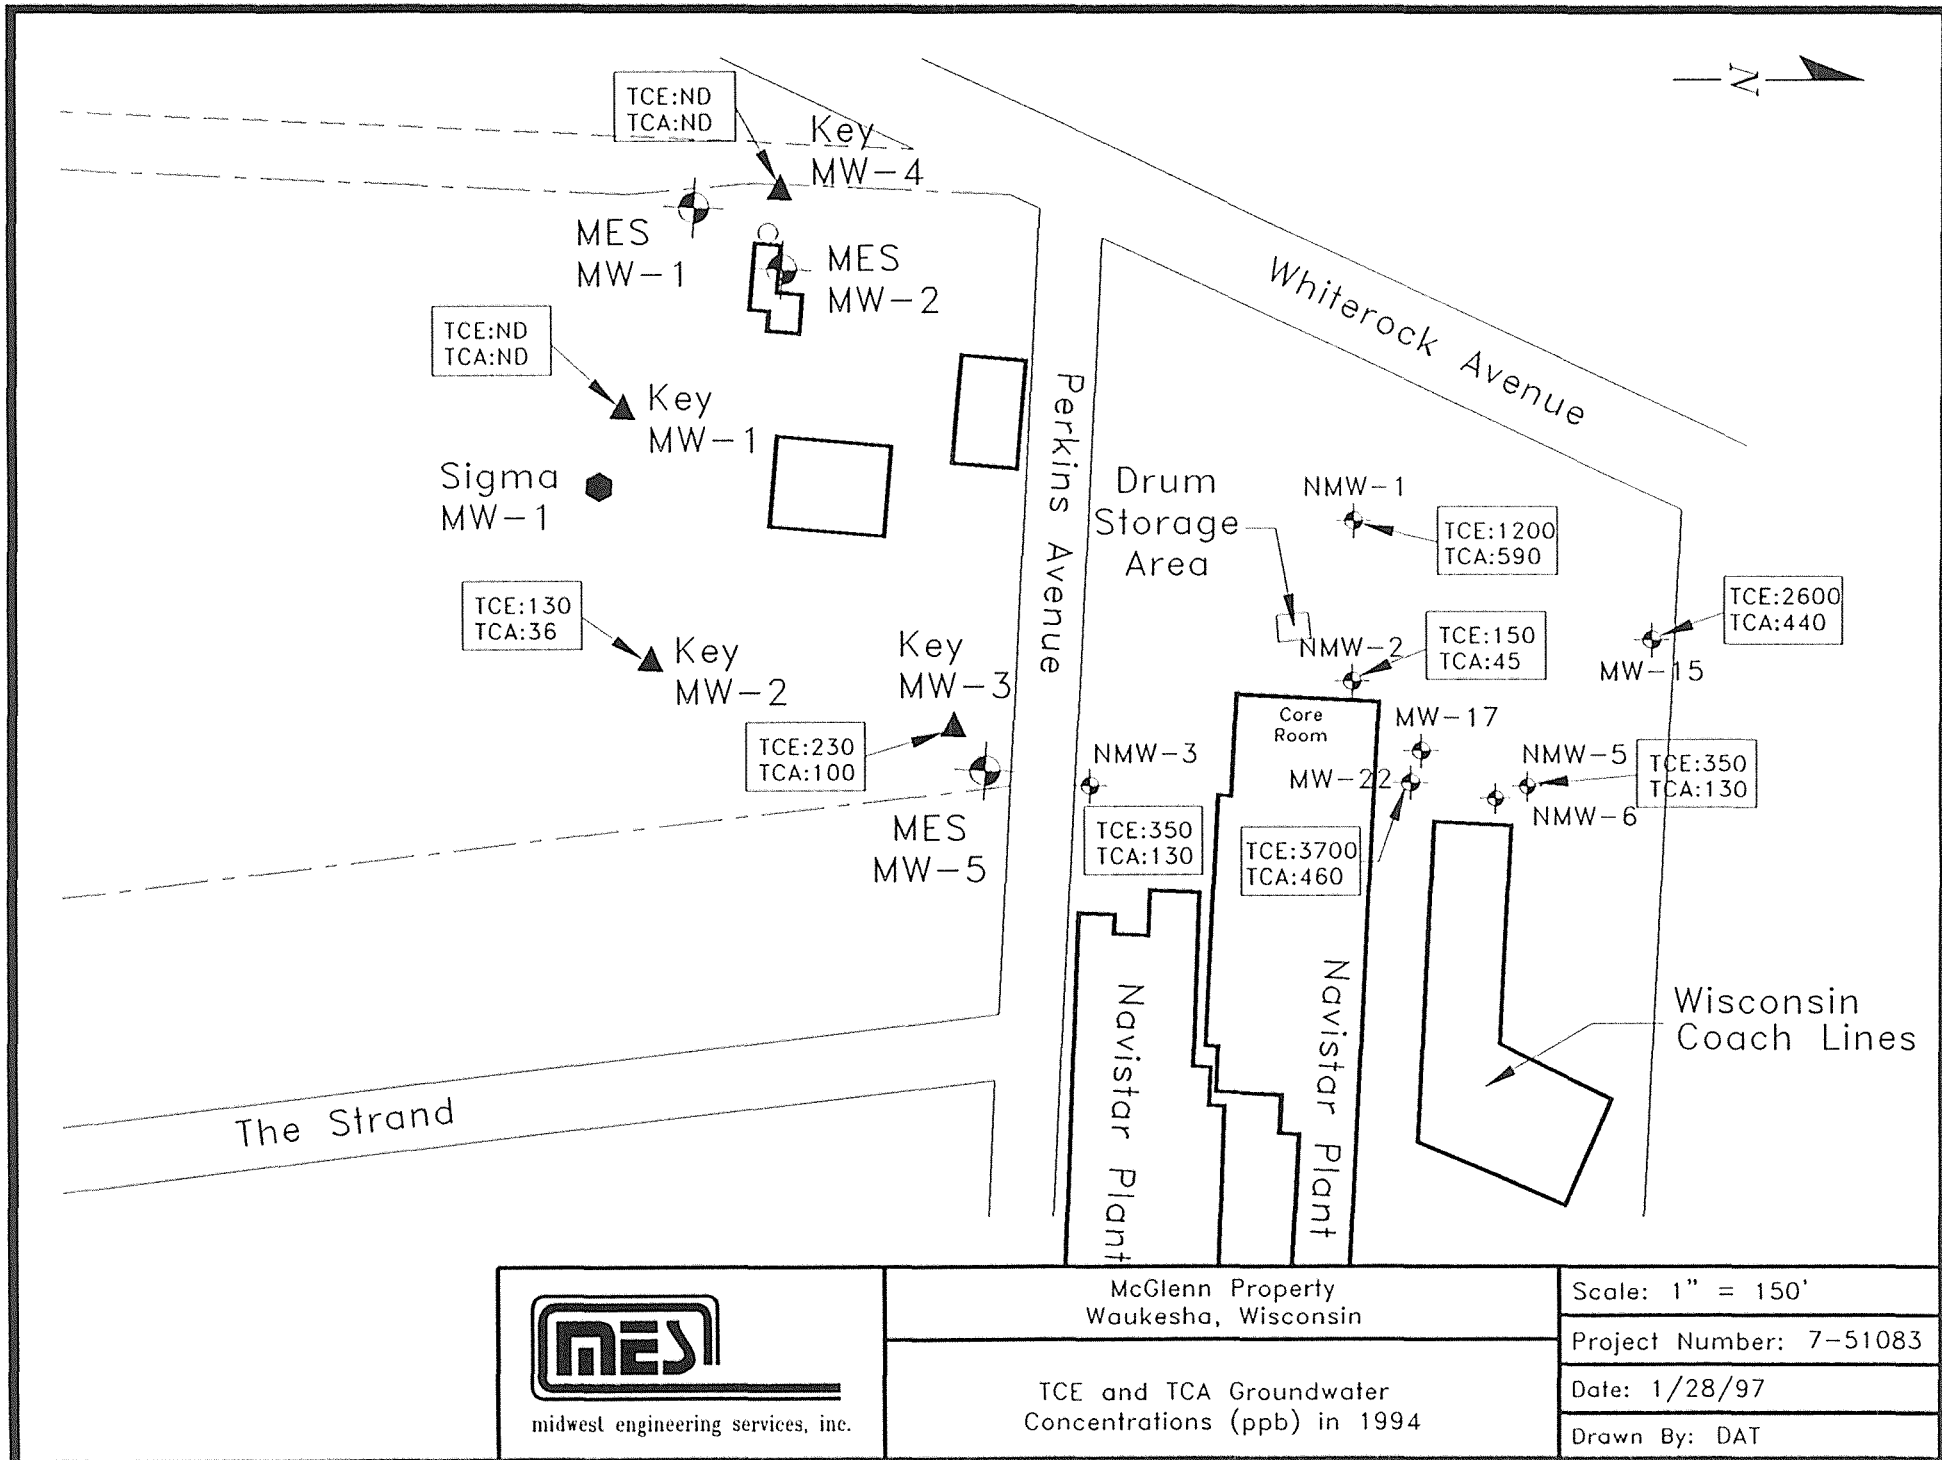 TCE:ND
TCA:ND
Key
MW-4
N
MES
MW-1
MES
MW-2
Whiterock Avenue
TCE:ND
TCA:ND
Key
MW-1
Perkins Avenue
Sigma
MW-1
Drum
Storage
Area
NMW-1
TCE:1200
TCA:590
TCE:130
TCA:36
Key
MW-2
Key
MW-3
TCE:230
TCA:100
NMW-2
TCE:150
TCA:45
TCE:2600
TCA:440
MW-15
Core
Room
MW-17
NMW-3
MW-22
NMW-5
TCE:350
TCA:130
NMW-6
MES
MW-5
TCE:350
TCA:130
TCE:3700
TCA:460
Navistar Plant
Navistar Plant
Wisconsin
Coach Lines
The Strand
MES
midwest engineering services, inc.
McGlenn Property
Waukesha, Wisconsin
TCE and TCA Groundwater
Concentrations (ppb) in 1994
Scale: 1" = 150'
Project Number: 7-51083
Date: 1/28/97
Drawn By: DAT